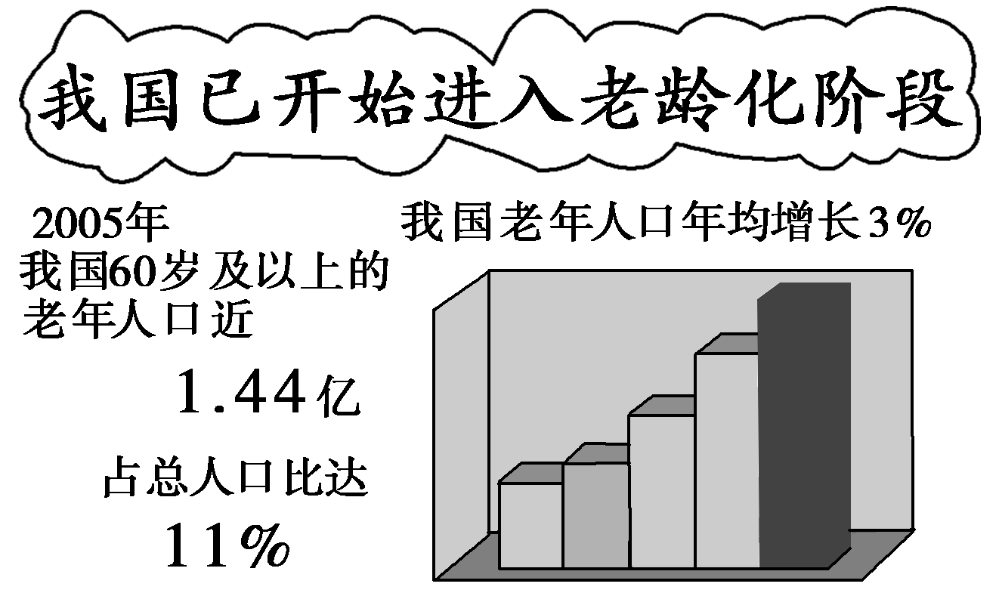 我国已开始进入老龄化阶段
2005年
我国60岁及以上的
老年人口近
1.44亿
占总人口比达
11%
我国老年人口年均增长3%